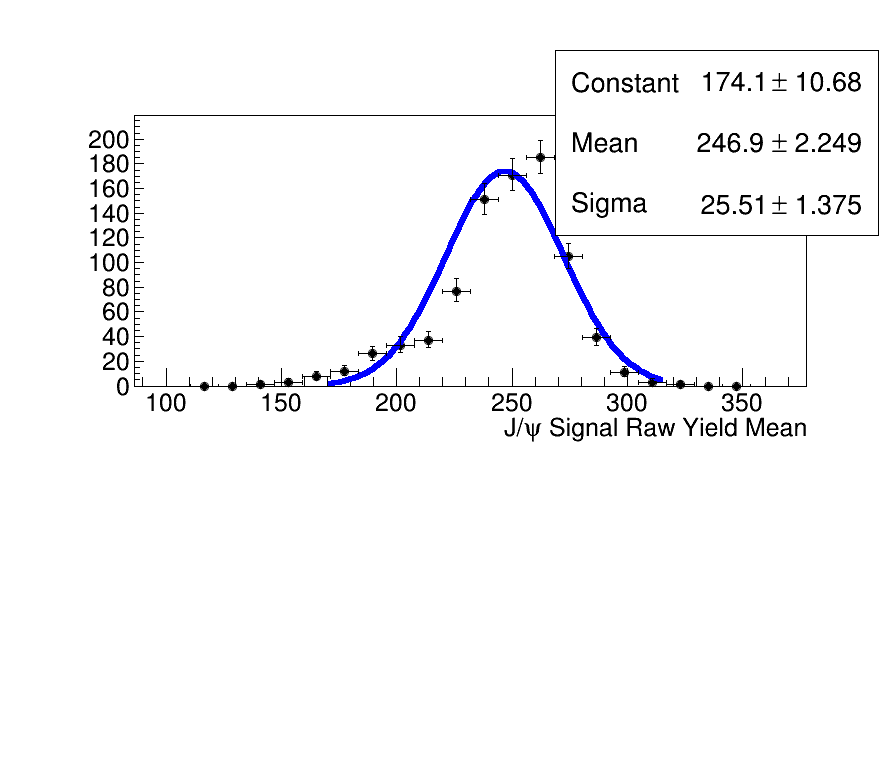 Constant 174.1 ± 10.68
Mean 246.9 ± 2.249
Sigma 25.51 ± 1.375
200
180
160
140
120
100
80
60
40
20
0
100 150 200 250 300 350
J/ψ Signal Raw Yield Mean